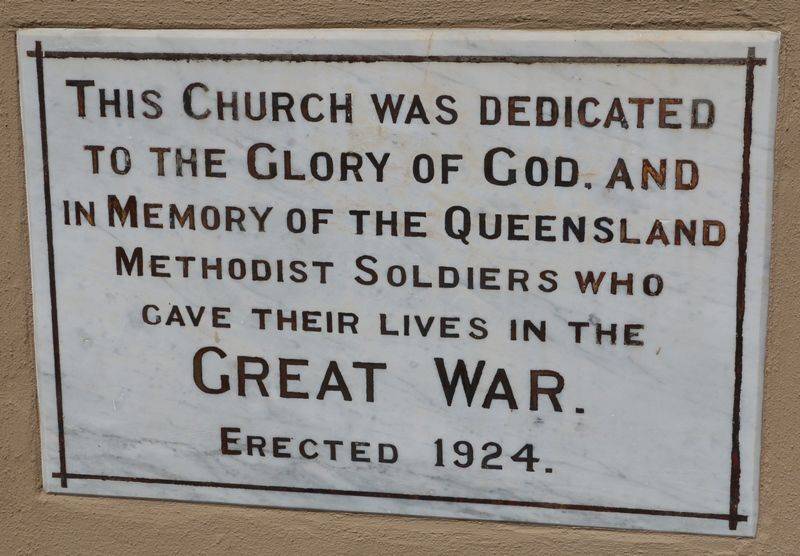 THIS CHURCH WAS DEDICATED
TO THE GLORY OF GOD, AND
IN MEMORY OF THE QUEENSLAND
METHODIST SOLDIERS WHO
GAVE THEIR LIVES IN THE
GREAT WAR.
ERECTED 1924.